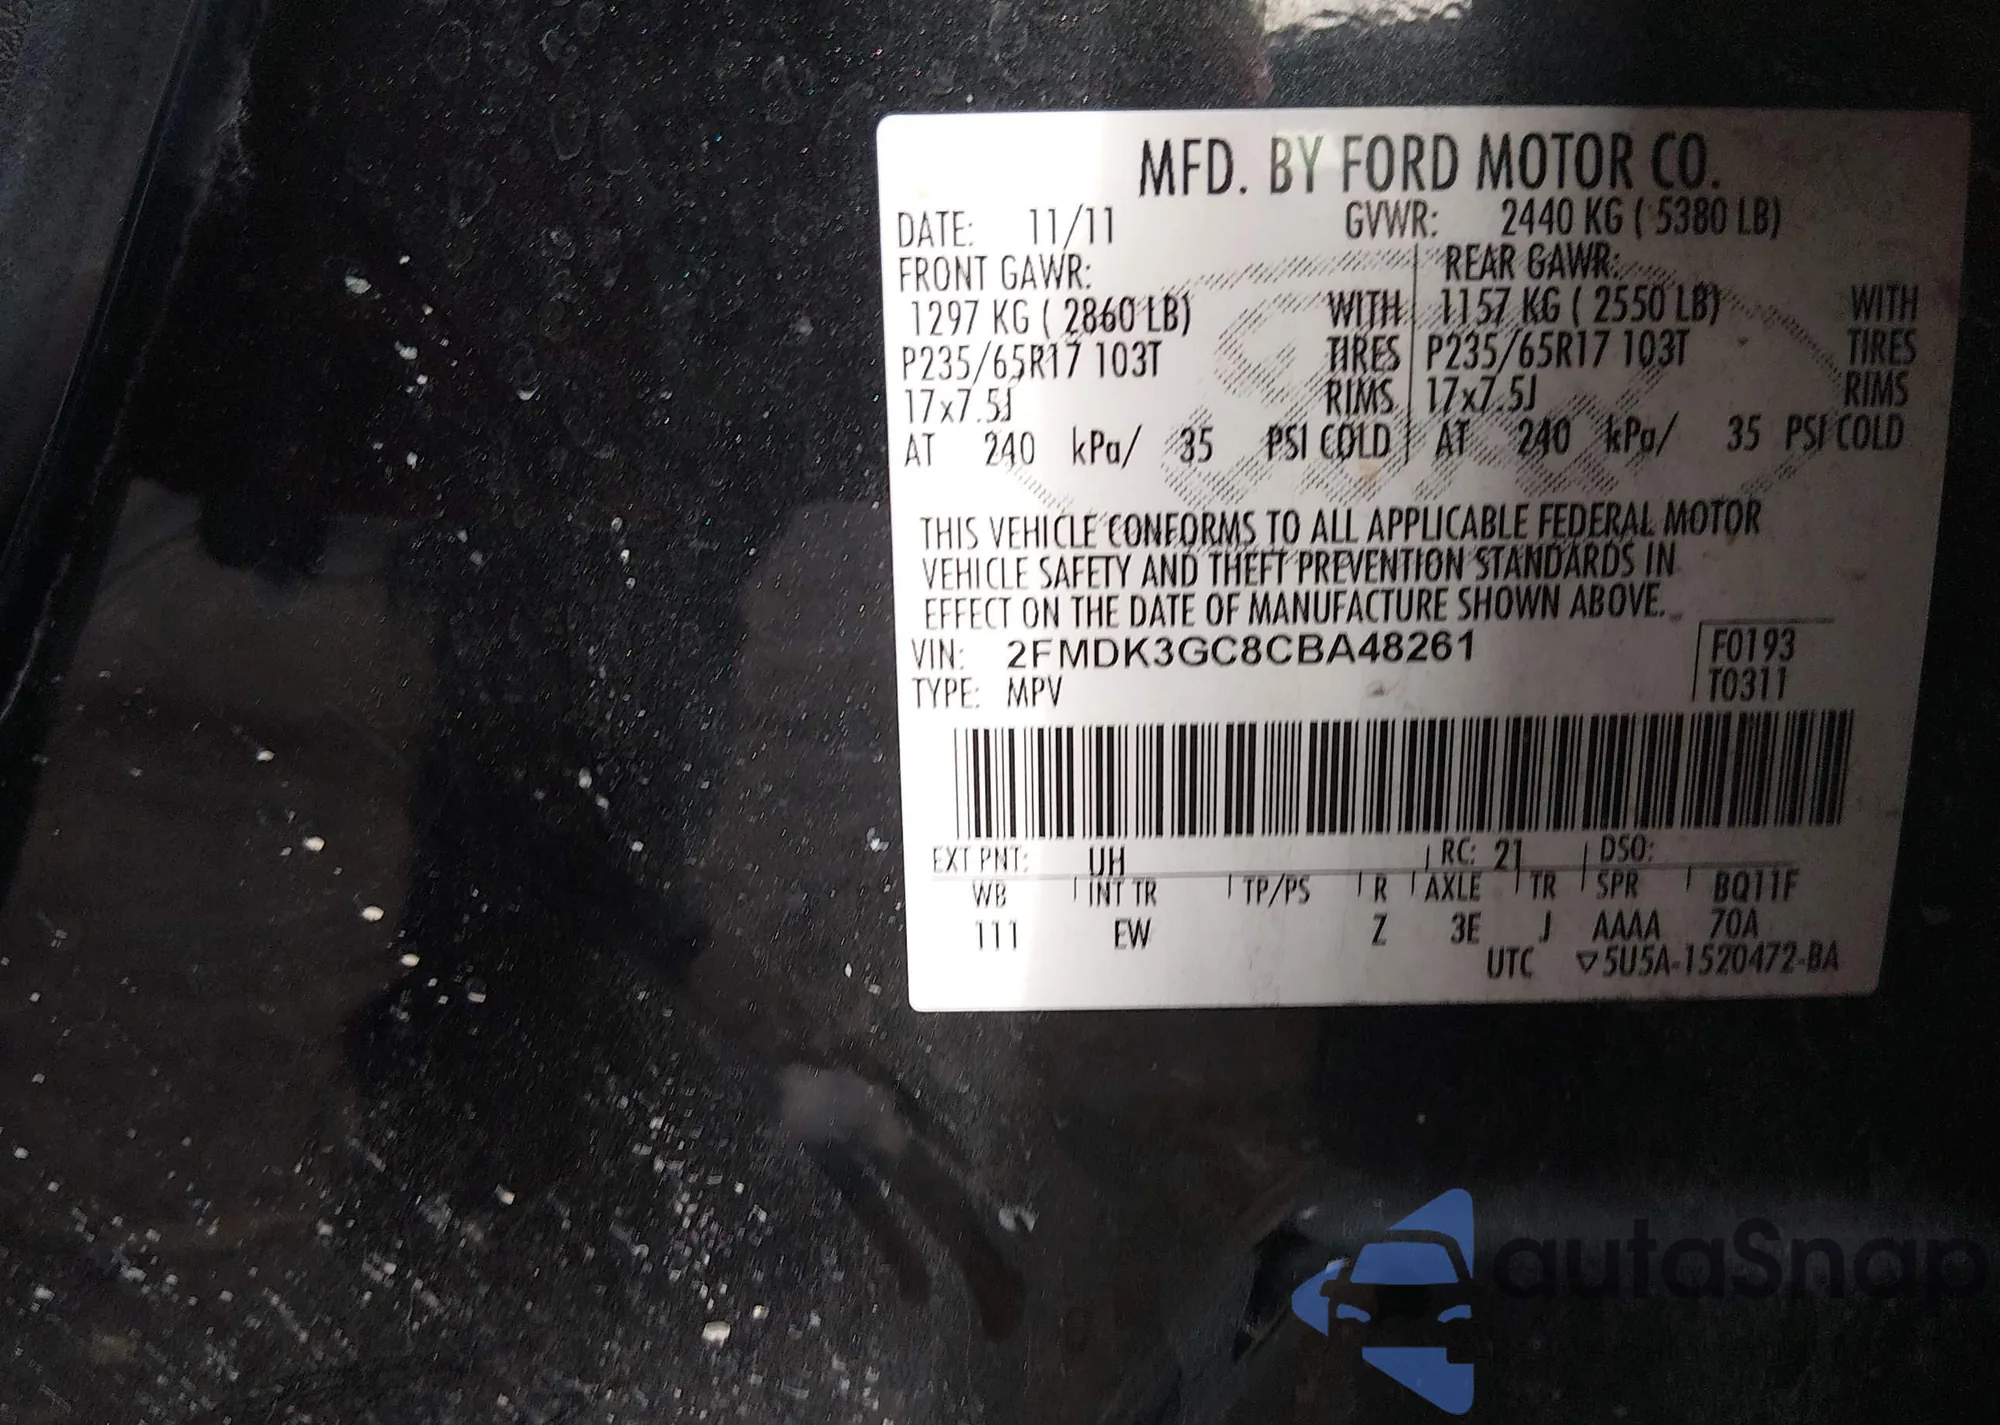 MFD. BY FORD MOTOR CO.
DATE: 11/11 GVWR: 2440 KG ( 5380 LB)
FRONT GAWR: REAR GAWR:
1297 KG ( 2860 LB) WITH 1157 KG ( 2550 LB) WITH
P235/65R17 103T TIRES P235/65R17 103T TIRES
17x7.5J RIMS 17x7.5J RIMS
AT 240 kPa/ 35 PSI COLD AT 240 kPa/ 35 PSI COLD
THIS VEHICLE CONFORMS TO ALL APPLICABLE FEDERAL MOTOR
VEHICLE SAFETY AND THEFT PREVENTION STANDARDS IN
EFFECT ON THE DATE OF MANUFACTURE SHOWN ABOVE.
VIN: 2FMDK3GC8CBA48261 F0193
TYPE: MPV T0311
EXT PNT: UH RC: 21 DSO:
WB INT TR TP/PS R AXLE TR SPR BQ11F
111 EW Z 3E J AAAA 70A
UTC ▽5U5A-1520472-BA
autaSnap